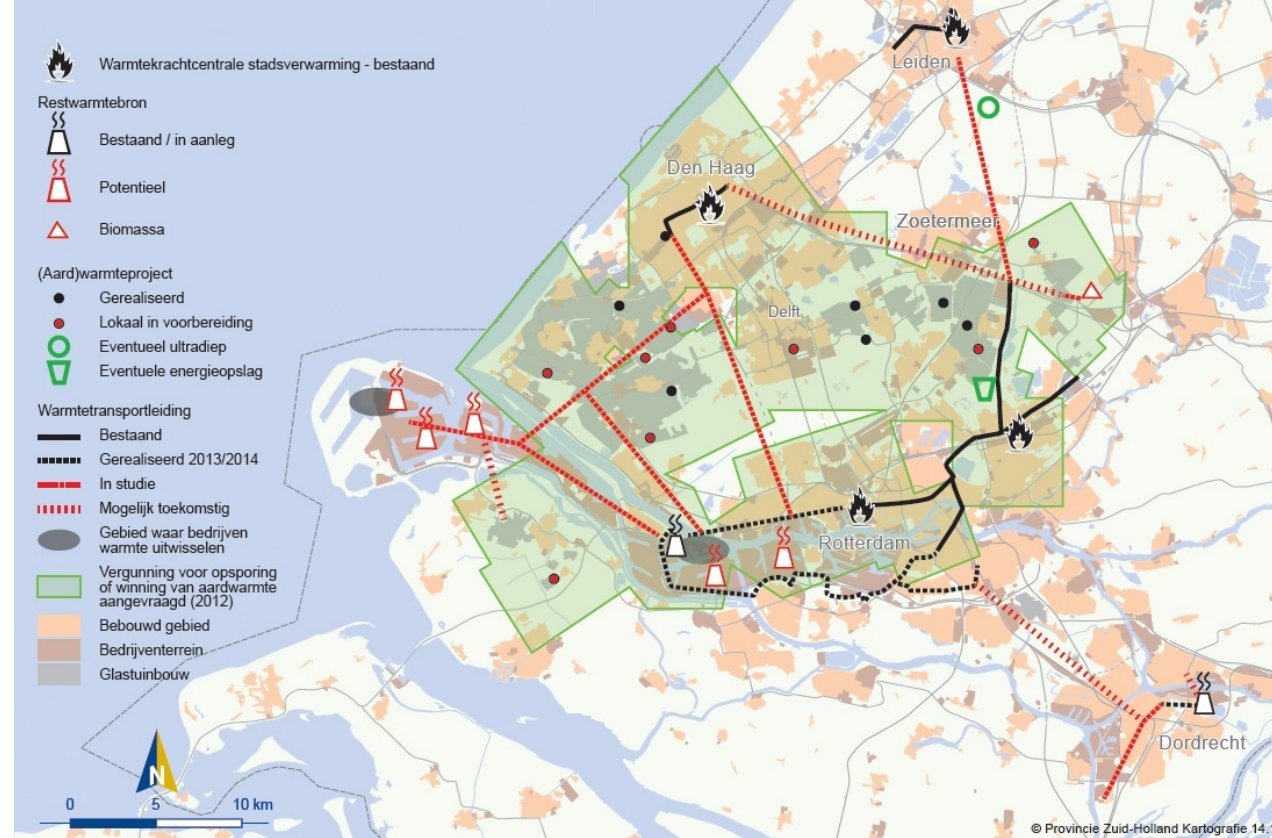 Warmtekrachtcentrale stadsverwarming - bestaand
Restwarmtebron
Bestaand / in aanleg
Potentieel
Biomassa
(Aard)warmteproject
Gerealiseerd
Lokaal in voorbereiding
Eventueel ultradiep
Eventuele energieopslag
Warmtetransportleiding
Bestaand
Gerealiseerd 2013/2014
In studie
Mogelijk toekomstig
Gebied waar bedrijven
warmte uitwisselen
Vergunning voor opsporing
of winning van aardwarmte
aangevraagd (2012)
Bebouwd gebied
Bedrijventerrein
Glastuinbouw
N
0 5 10 km
Leiden
Den Haag
Zoetermeer
Delft
Rotterdam
Dordrecht
© Provincie Zuid-Holland Kartografie 14